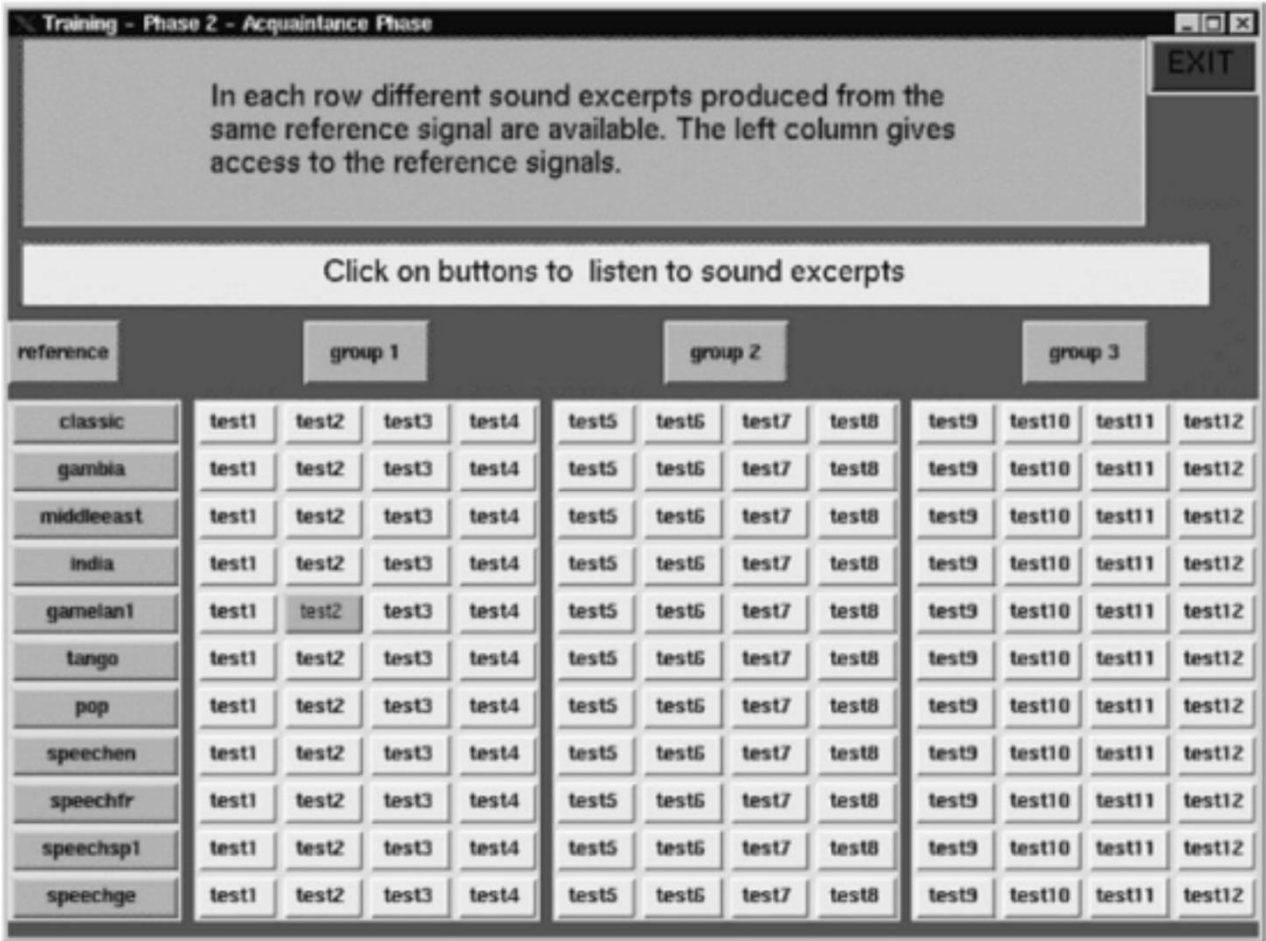 Training - Phase 2 - Acquaintance Phase
EXIT
In each row different sound excerpts produced from the
same reference signal are available. The left column gives
access to the reference signals.
Click on buttons to listen to sound excerpts
reference group 1 group 2 group 3
classic test1 test2 test3 test4 test5 test6 test7 test8 test9 test10 test11 test12
gambia test1 test2 test3 test4 test5 test6 test7 test8 test9 test10 test11 test12
middleeast test1 test2 test3 test4 test5 test6 test7 test8 test9 test10 test11 test12
india test1 test2 test3 test4 test5 test6 test7 test8 test9 test10 test11 test12
gamelan1 test1 test2 test3 test4 test5 test6 test7 test8 test9 test10 test11 test12
tango test1 test2 test3 test4 test5 test6 test7 test8 test9 test10 test11 test12
pop test1 test2 test3 test4 test5 test6 test7 test8 test9 test10 test11 test12
speechen test1 test2 test3 test4 test5 test6 test7 test8 test9 test10 test11 test12
speechfr test1 test2 test3 test4 test5 test6 test7 test8 test9 test10 test11 test12
speechsp1 test1 test2 test3 test4 test5 test6 test7 test8 test9 test10 test11 test12
speechge test1 test2 test3 test4 test5 test6 test7 test8 test9 test10 test11 test12